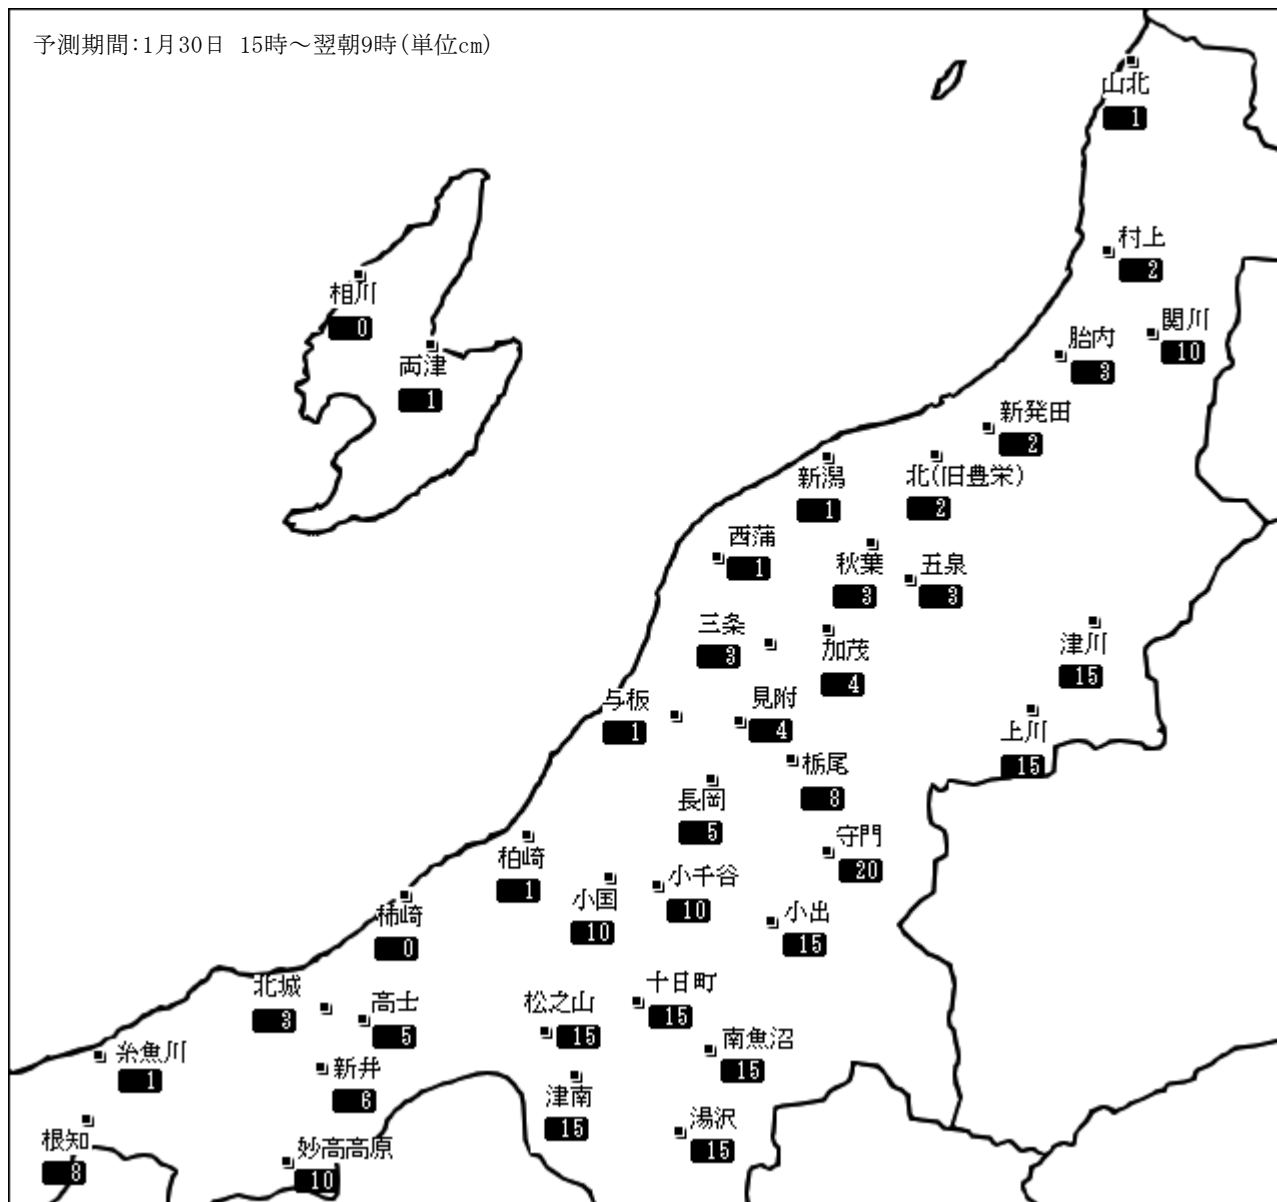 予測期間:1月30日 15時～翌朝9時(単位cm)
山北
1
村上
2
関川
10
胎内
3
相川
0
両津
1
新発田
2
新潟
1
北(旧豊栄)
2
西蒲
1
秋葉
3
五泉
3
三条
3
加茂
4
津川
15
与板
1
見附
4
上川
15
栃尾
8
長岡
5
守門
20
柏崎
1
小国
10
小千谷
10
小出
15
柿崎
0
北城
3
高士
5
松之山
15
十日町
15
南魚沼
15
糸魚川
1
新井
6
津南
15
湯沢
15
根知
8
妙高高原
10